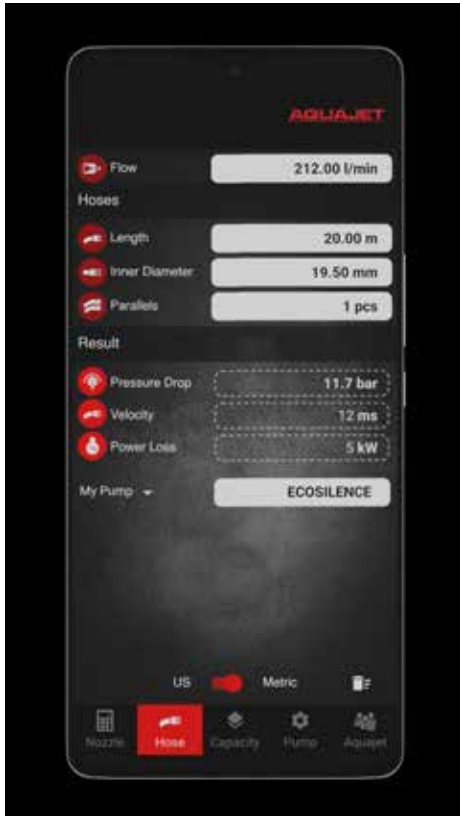 AQUAJET
Flow 212.00 l/min
Hoses
Length 20.00 m
Inner Diameter 19.50 mm
Parallels 1 pcs
Result
Pressure Drop 11.7 bar
Velocity 12 ms
Power Loss 5 kW
My Pump ECOSILENCE
US Metric
Nozzle Hose Capacity Pump Aquajet